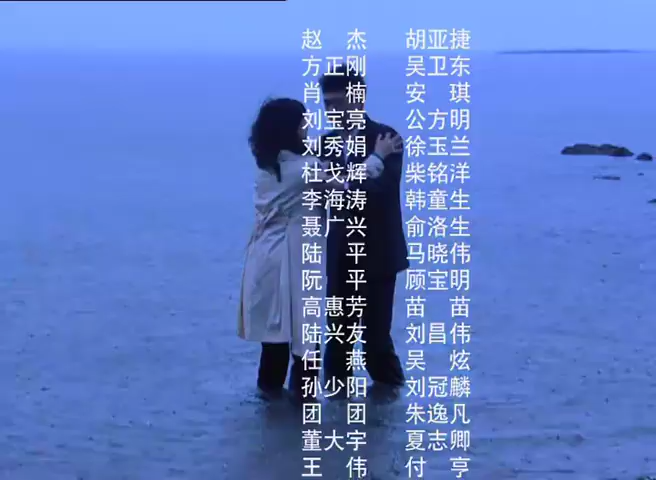 赵 杰 胡亚捷
方正刚 吴卫东
肖 楠 安 琪
刘宝亮 公方明
刘秀娟 徐玉兰
杜戈辉 柴铭洋
李海涛 韩童生
聂广兴 俞洛生
陆 平 马晓伟
阮 平 顾宝明
高惠芳 苗 苗
陆兴友 刘昌伟
任 燕 吴 炫
孙少阳 刘冠麟
团 团 朱逸凡
董大宇 夏志卿
王 伟 付 亨